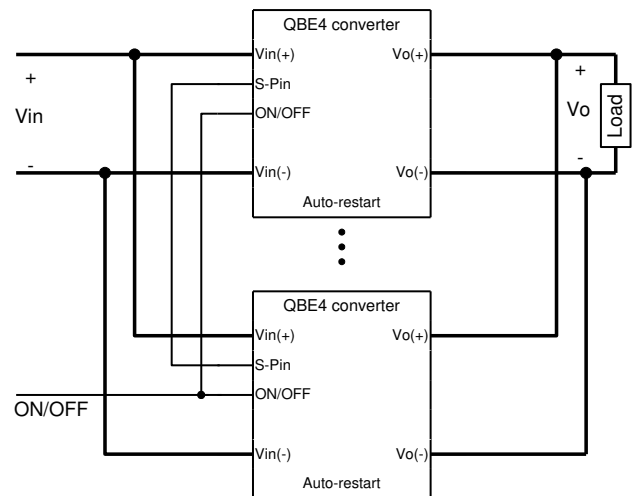 QBE4 converter
Vin(+)
Vo(+)
+
+
S-Pin
Vin
ON/OFF
Vo
Load
-
-
Vin(-)
Vo(-)
Auto-restart
QBE4 converter
Vin(+)
Vo(+)
S-Pin
ON/OFF
ON/OFF
Vin(-)
Vo(-)
Auto-restart